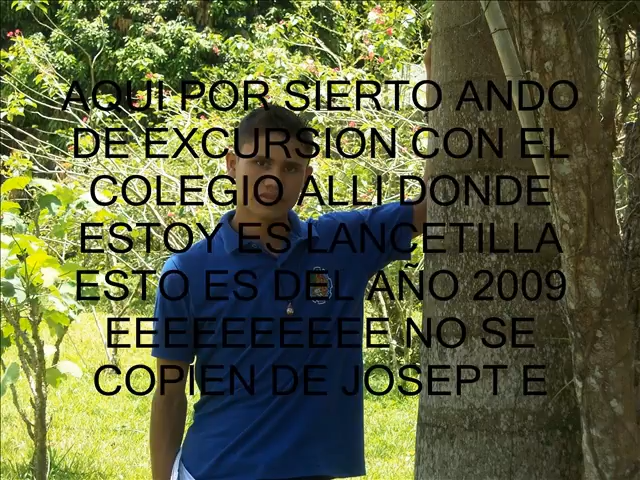 AQUI POR SIERTO ANDO
DE EXCURSION CON EL
COLEGIO ALLI DONDE
ESTOY ES LANCETILLA
ESTO ES DEL AÑO 2009
EEEEEEEEEE NO SE
COPIEN DE JOSEPT E